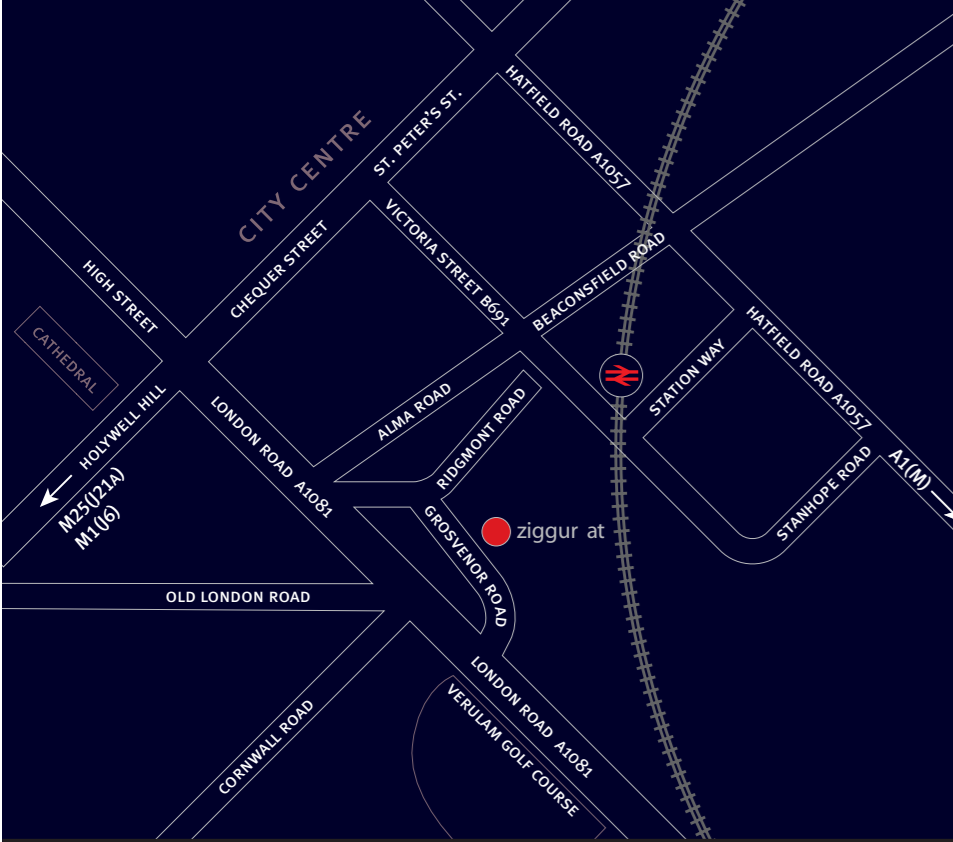 HATFIELD ROAD A1057
ST. PETER'S ST.
CITY CENTRE
VICTORIA STREET B691
CHEQUER STREET
BEACONSFIELD ROAD
HIGH STREET
CATHEDRAL
HATFIELD ROAD A1057
STATION WAY
HOLYWELL HILL
ALMA ROAD
RIDGMONT ROAD
LONDON ROAD A1081
M25(J21A)
M1(J6)
A1(M)
STANHOPE ROAD
GROSVENOR ROAD
ziggur at
OLD LONDON ROAD
LONDON ROAD A1081
VERULAM GOLF COURSE
CORNWALL ROAD